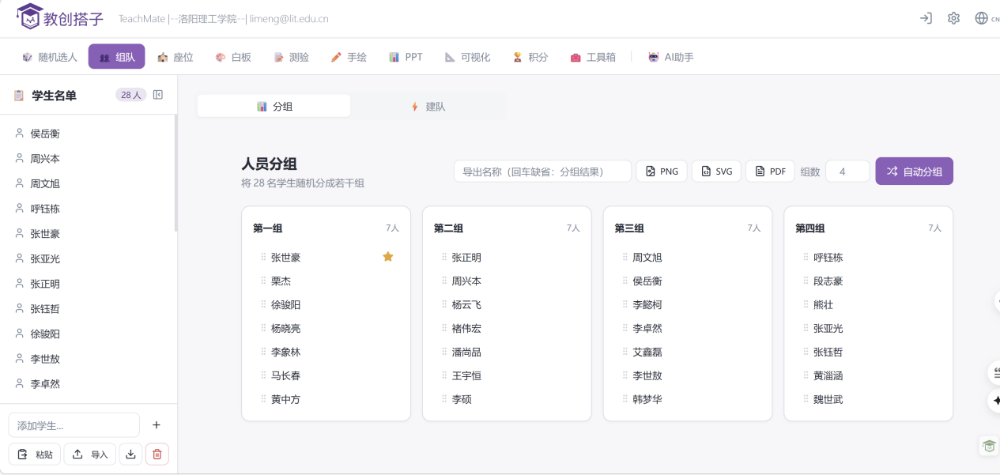 教创搭子 TeachMate |--洛阳理工学院--| limeng@lit.edu.cn CN
随机选人 组队 座位 白板 测验 手绘 PPT 可视化 积分 工具箱 AI助手
学生名单 28 人
侯岳衡
周兴本
周文旭
呼钰栋
张世豪
张亚光
张正明
张钰哲
徐骏阳
李世敖
李卓然
添加学生... +
粘贴 导入
分组 建队
人员分组
将 28 名学生随机分成若干组
导出名称（回车缺省：分组结果） PNG SVG PDF 组数 4 自动分组
第一组 7人
张世豪
栗杰
徐骏阳
杨晓亮
李象林
马长春
黄中方
第二组 7人
张正明
周兴本
杨云飞
褚伟宏
潘尚品
王宇恒
李硕
第三组 7人
周文旭
侯岳衡
李懿柯
李卓然
艾鑫磊
李世敖
韩梦华
第四组 7人
呼钰栋
段志豪
熊壮
张亚光
张钰哲
黄淄涵
魏世武